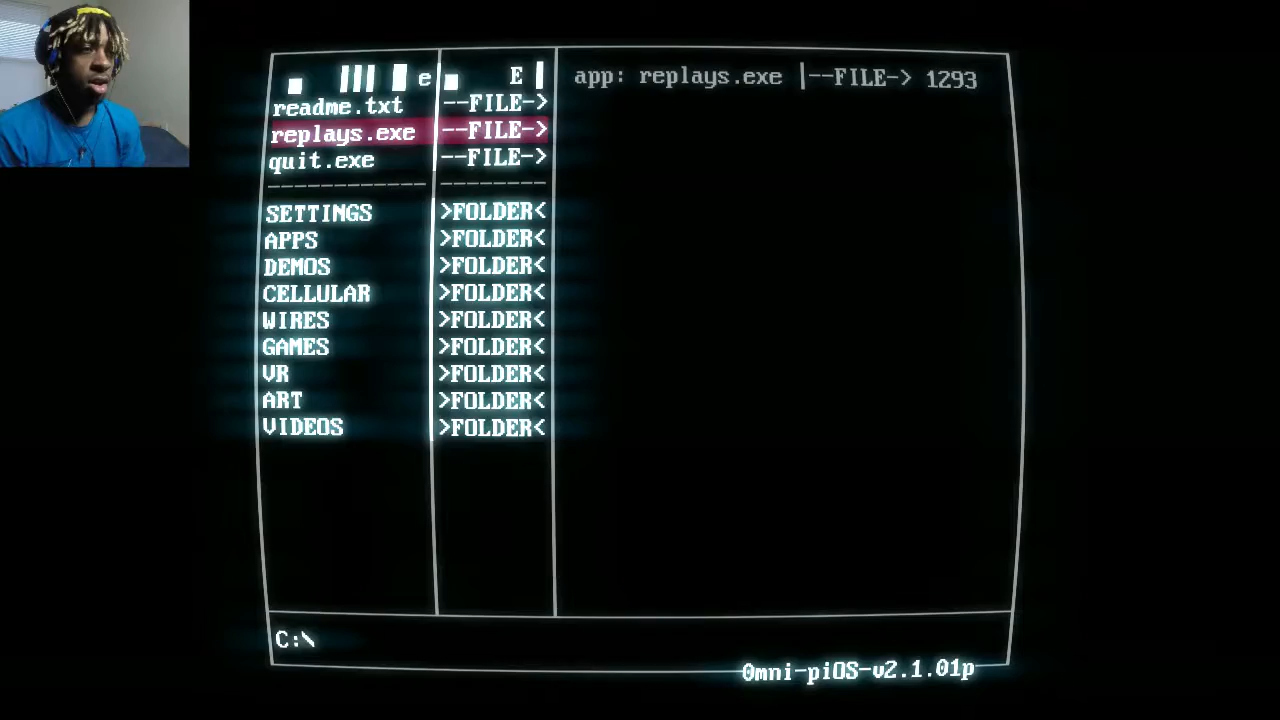 app: replays.exe |--FILE-> 1293
readme.txt --FILE->
replays.exe --FILE->
quit.exe --FILE->
SETTINGS >FOLDER<
APPS >FOLDER<
DEMOS >FOLDER<
CELLULAR >FOLDER<
WIRES >FOLDER<
GAMES >FOLDER<
VR >FOLDER<
ART >FOLDER<
VIDEOS >FOLDER<
C:\
0mni-piOS-v2.1.01p